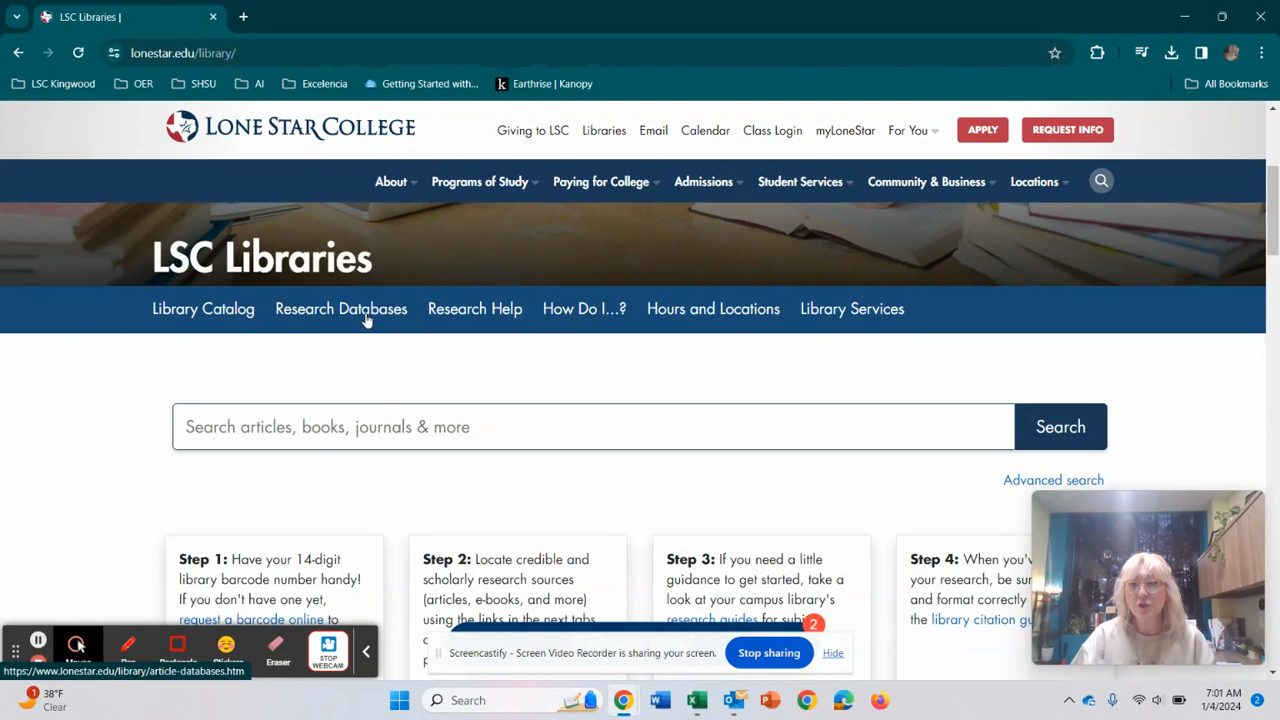 LSC Libraries |
lonestar.edu/library/
LSC Kingwood OER SHSU AI Excelencia Getting Started with... k Earthrise | Kanopy All Bookmarks
LONE STAR COLLEGE Giving to LSC Libraries Email Calendar Class Login myLoneStar For You APPLY REQUEST INFO
About Programs of Study Paying for College Admissions Student Services Community & Business Locations
LSC Libraries
Library Catalog Research Databases Research Help How Do I...? Hours and Locations Library Services
Search articles, books, journals & more Search
Advanced search
Step 1: Have your 14-digit
library barcode number handy!
If you don't have one yet,
request a barcode online to
Step 2: Locate credible and
scholarly research sources
(articles, e-books, and more)
using the links in the next tabs
Step 3: If you need a little
guidance to get started, take a
look at your campus library's
research guides for
Step 4: When you'v
your research, be sur
and format correctly
the library citation gu
2
Screencastify - Screen Video Recorder is sharing your screen. Stop sharing Hide
Pen Stickers Eraser STOP
WEBCAM
https://www.lonestar.edu/library/article-databases.htm
1 38°F
Clear
Search
7:01 AM
1/4/2024
2